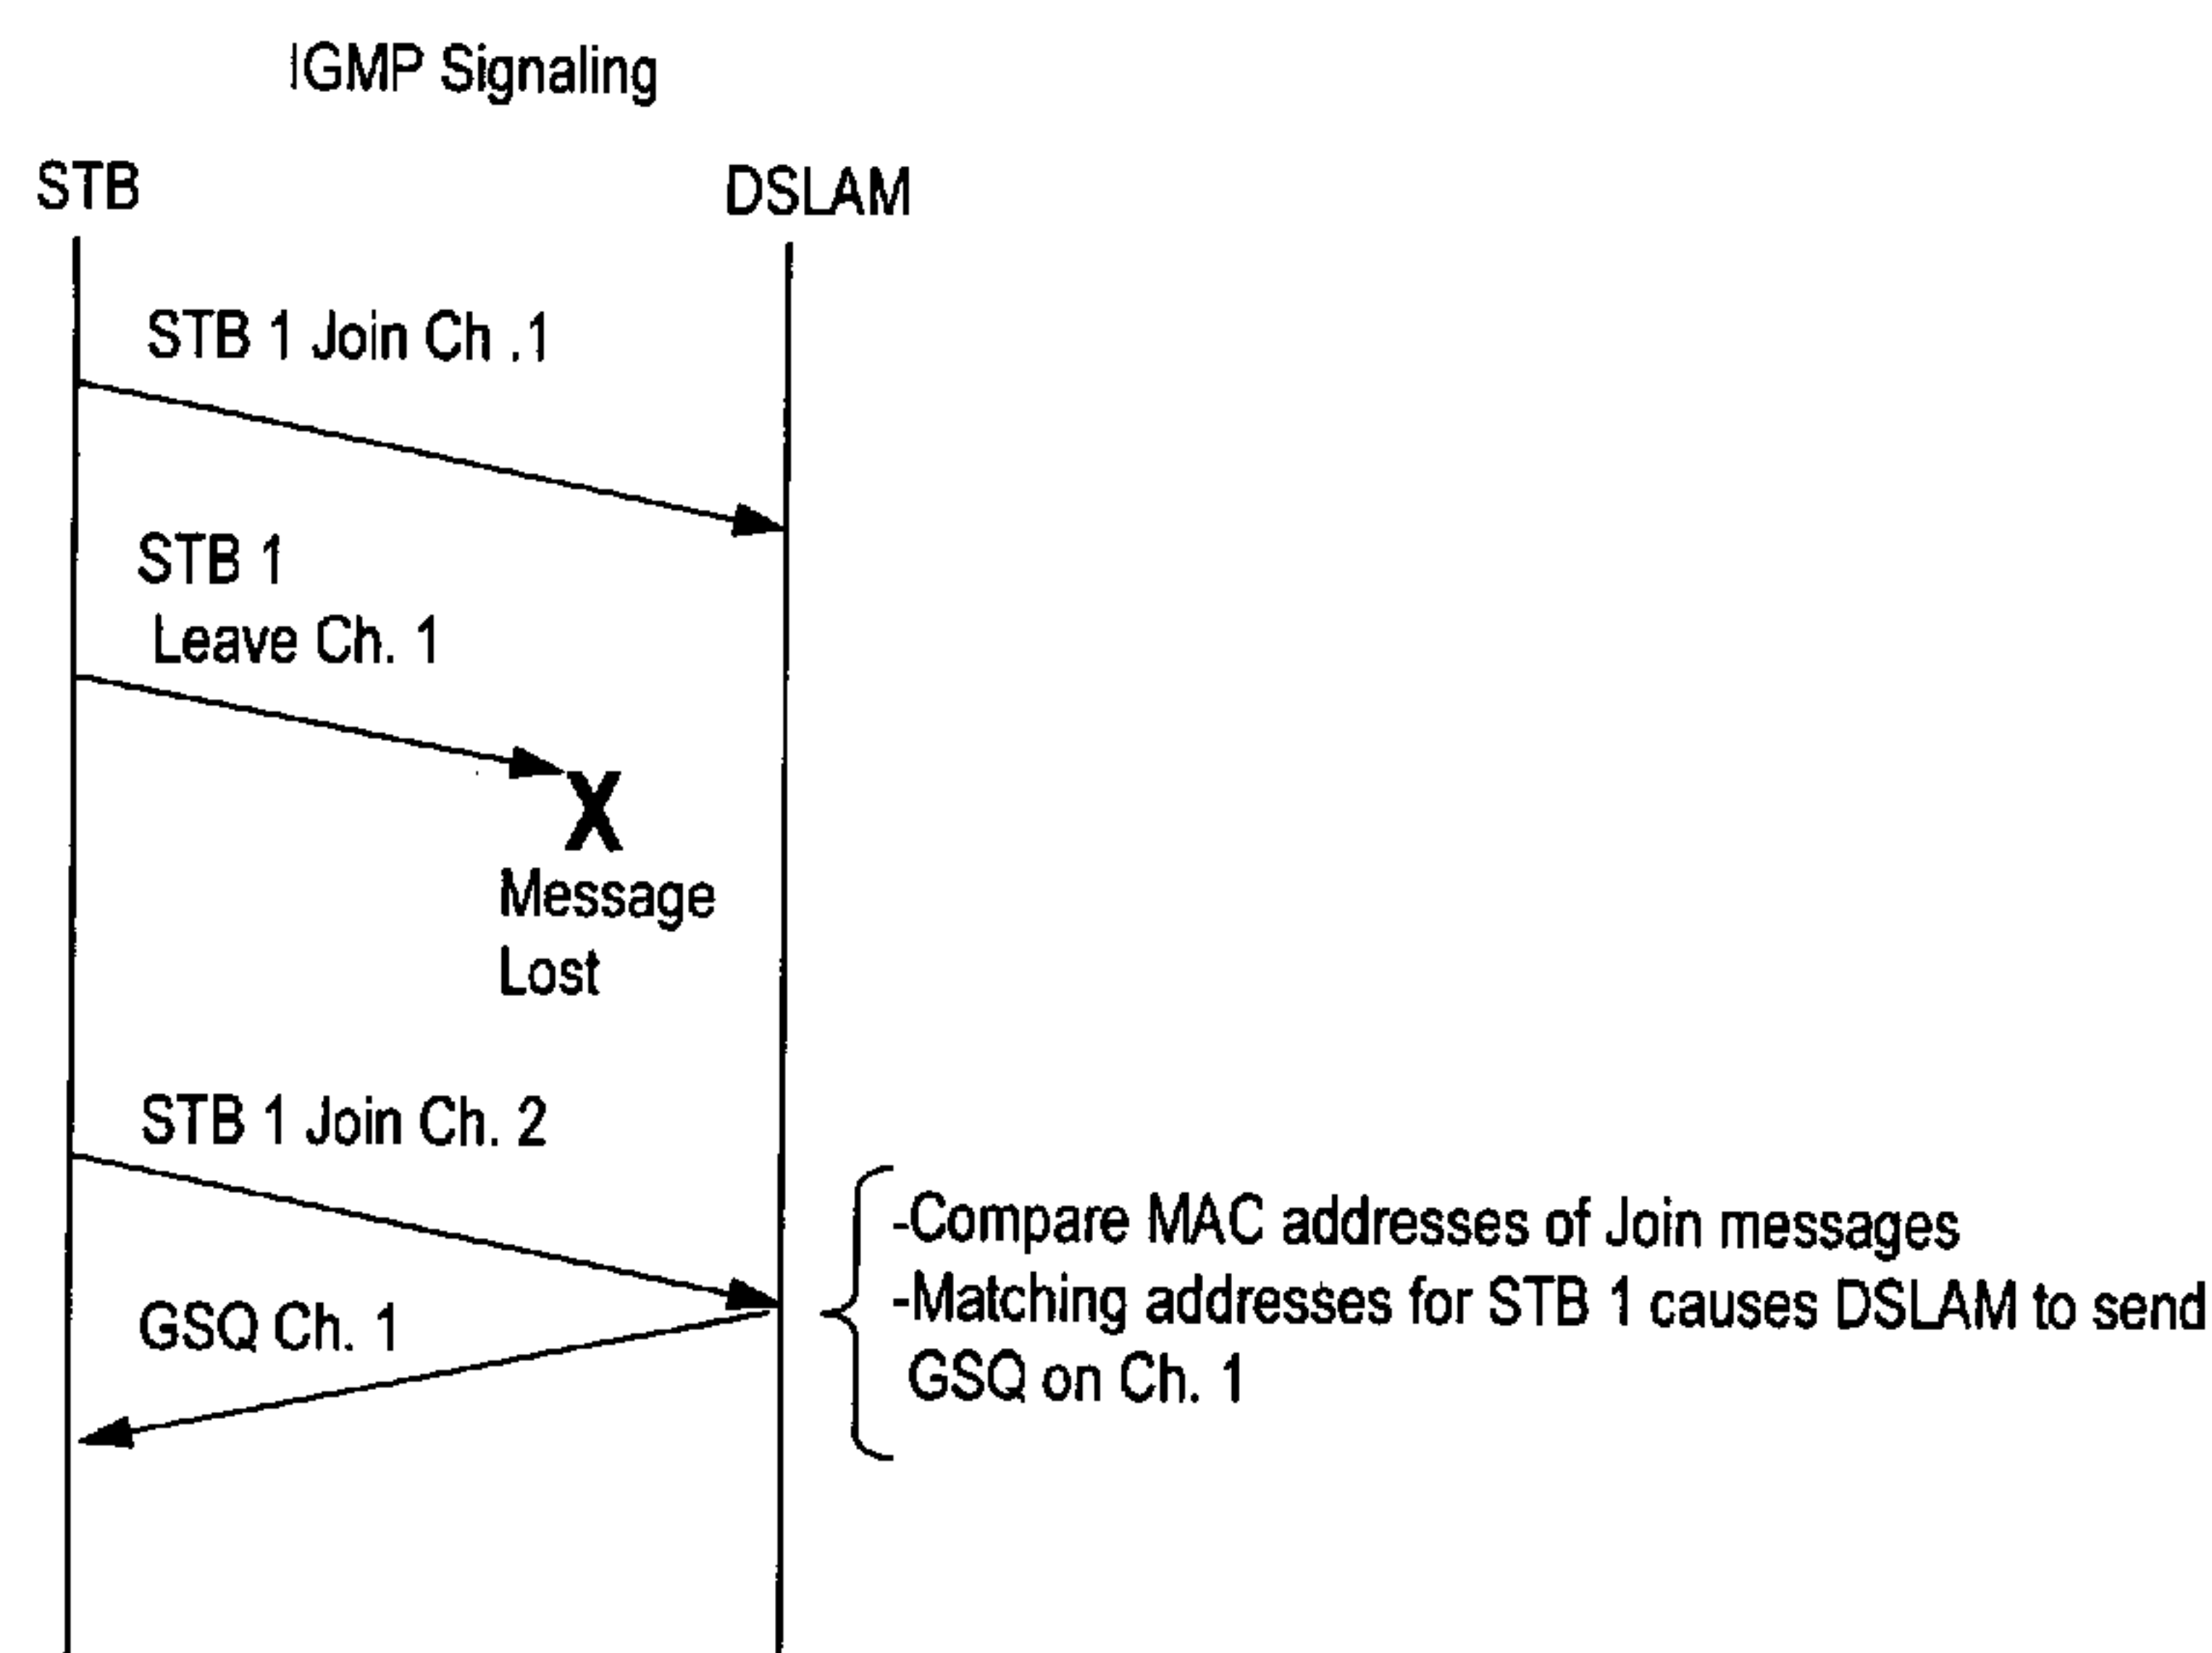 IGMP Signaling
STB
DSLAM
STB 1 Join Ch .1
STB 1
Leave Ch. 1
X
Message
Lost
STB 1 Join Ch. 2
GSQ Ch. 1
-Compare MAC addresses of Join messages
-Matching addresses for STB 1 causes DSLAM to send
GSQ on Ch. 1